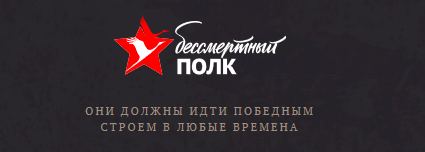 бессмертный
ПОЛК
ОНИ ДОЛЖНЫ ИДТИ ПОБЕДНЫМ
СТРОЕМ В ЛЮБЫЕ ВРЕМЕНА